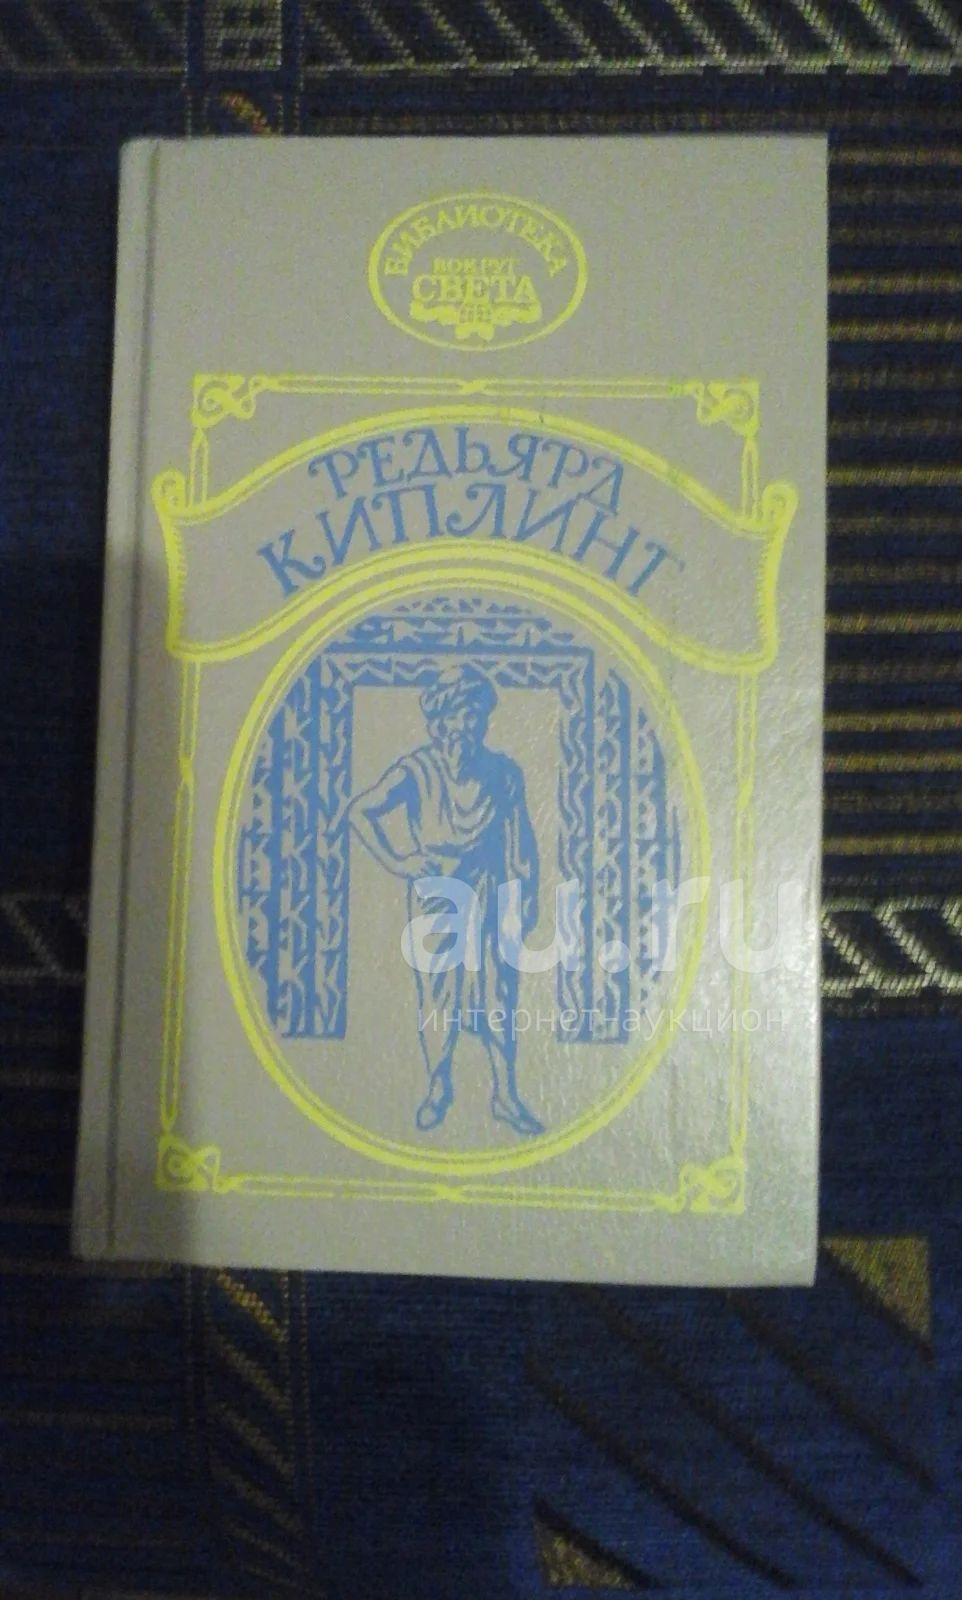 БИБЛИОТЕКА
ВОКРУГ
СВЕТА
РЕДЬЯРД
КИПЛИНГ
au.ru
интернет-аукцион